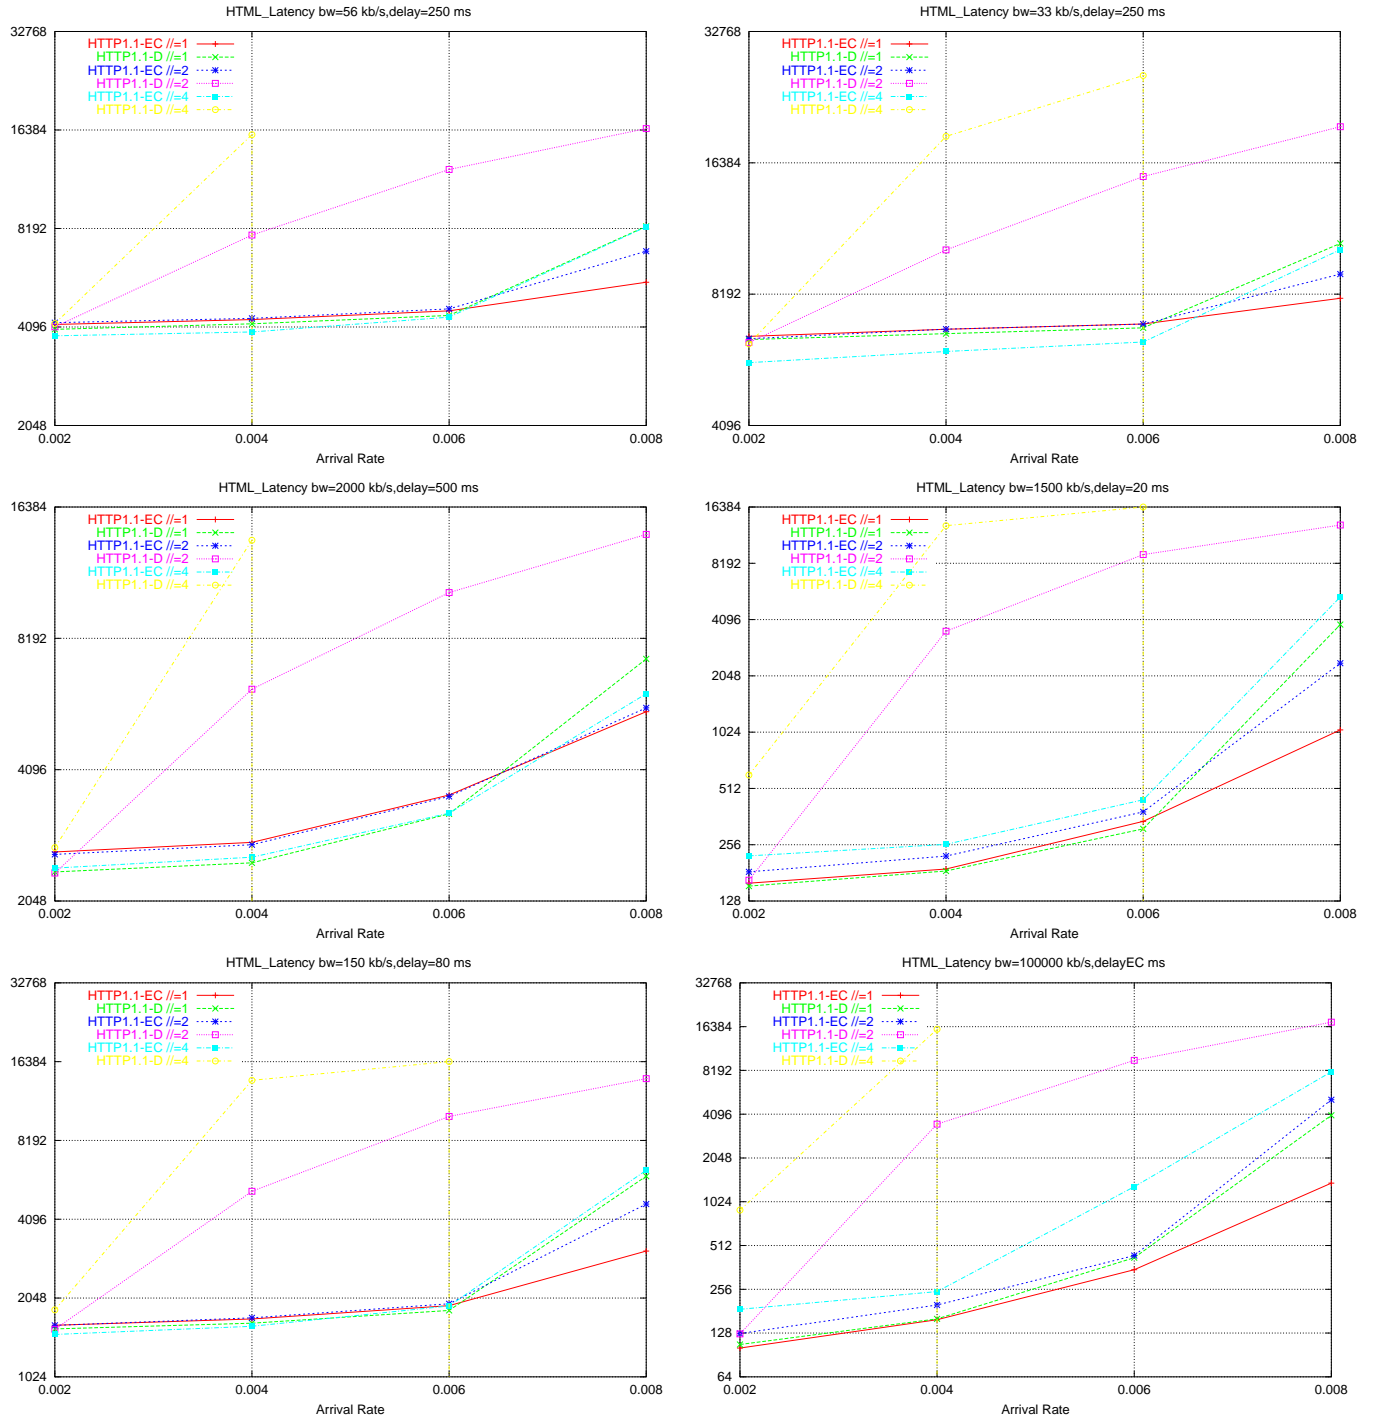 HTML_Latency bw=56 kb/s,delay=250 ms
32768
16384
8192
4096
2048
HTTP1.1-EC //=1
HTTP1.1-D //=1
HTTP1.1-EC //=2
HTTP1.1-D //=2
HTTP1.1-EC //=4
HTTP1.1-D //=4
0.002 0.004 0.006 0.008
Arrival Rate
HTML_Latency bw=33 kb/s,delay=250 ms
32768
16384
8192
4096
HTTP1.1-EC //=1
HTTP1.1-D //=1
HTTP1.1-EC //=2
HTTP1.1-D //=2
HTTP1.1-EC //=4
HTTP1.1-D //=4
0.002 0.004 0.006 0.008
Arrival Rate
HTML_Latency bw=2000 kb/s,delay=500 ms
16384
8192
4096
2048
HTTP1.1-EC //=1
HTTP1.1-D //=1
HTTP1.1-EC //=2
HTTP1.1-D //=2
HTTP1.1-EC //=4
HTTP1.1-D //=4
0.002 0.004 0.006 0.008
Arrival Rate
HTML_Latency bw=1500 kb/s,delay=20 ms
16384
8192
4096
2048
1024
512
256
128
HTTP1.1-EC //=1
HTTP1.1-D //=1
HTTP1.1-EC //=2
HTTP1.1-D //=2
HTTP1.1-EC //=4
HTTP1.1-D //=4
0.002 0.004 0.006 0.008
Arrival Rate
HTML_Latency bw=150 kb/s,delay=80 ms
32768
16384
8192
4096
2048
1024
HTTP1.1-EC //=1
HTTP1.1-D //=1
HTTP1.1-EC //=2
HTTP1.1-D //=2
HTTP1.1-EC //=4
HTTP1.1-D //=4
0.002 0.004 0.006 0.008
Arrival Rate
HTML_Latency bw=100000 kb/s,delayEC ms
32768
16384
8192
4096
2048
1024
512
256
128
64
HTTP1.1-EC //=1
HTTP1.1-D //=1
HTTP1.1-EC //=2
HTTP1.1-D //=2
HTTP1.1-EC //=4
HTTP1.1-D //=4
0.002 0.004 0.006 0.008
Arrival Rate